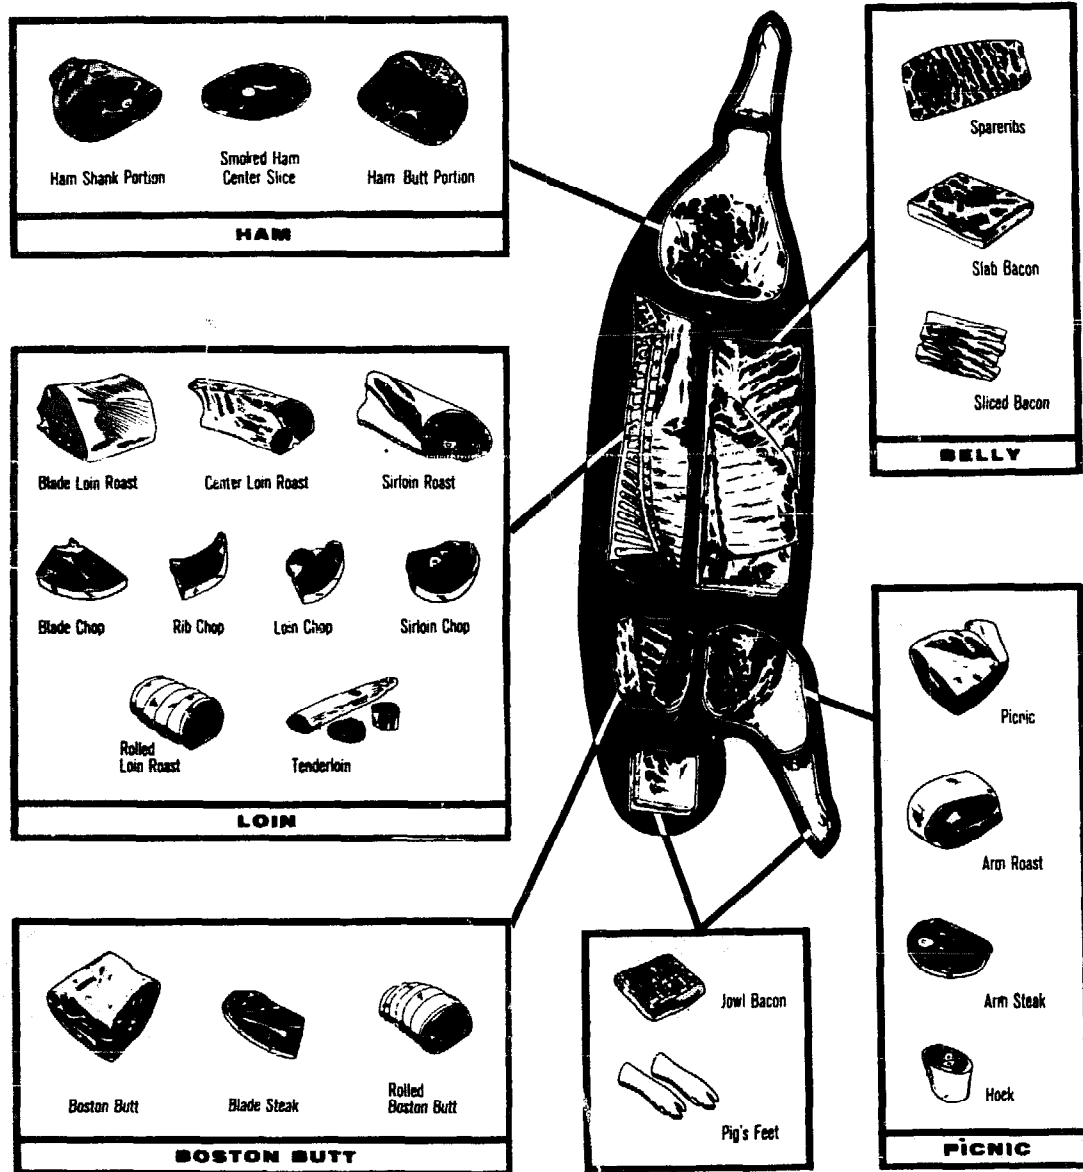 Ham Shank Portion
Smoked Ham
Center Slice
Ham Butt Portion
HAM
Spareribs
Slab Bacon
Sliced Bacon
BELLY
Blade Loin Roast
Center Loin Roast
Sirloin Roast
Blade Chop
Rib Chop
Loin Chop
Sirloin Chop
Rolled
Loin Roast
Tenderloin
LOIN
Picnic
Arm Roast
Arm Steak
Hock
PICNIC
Boston Butt
Blade Steak
Rolled
Boston Butt
BOSTON BUTT
Jowl Bacon
Pig's Feet